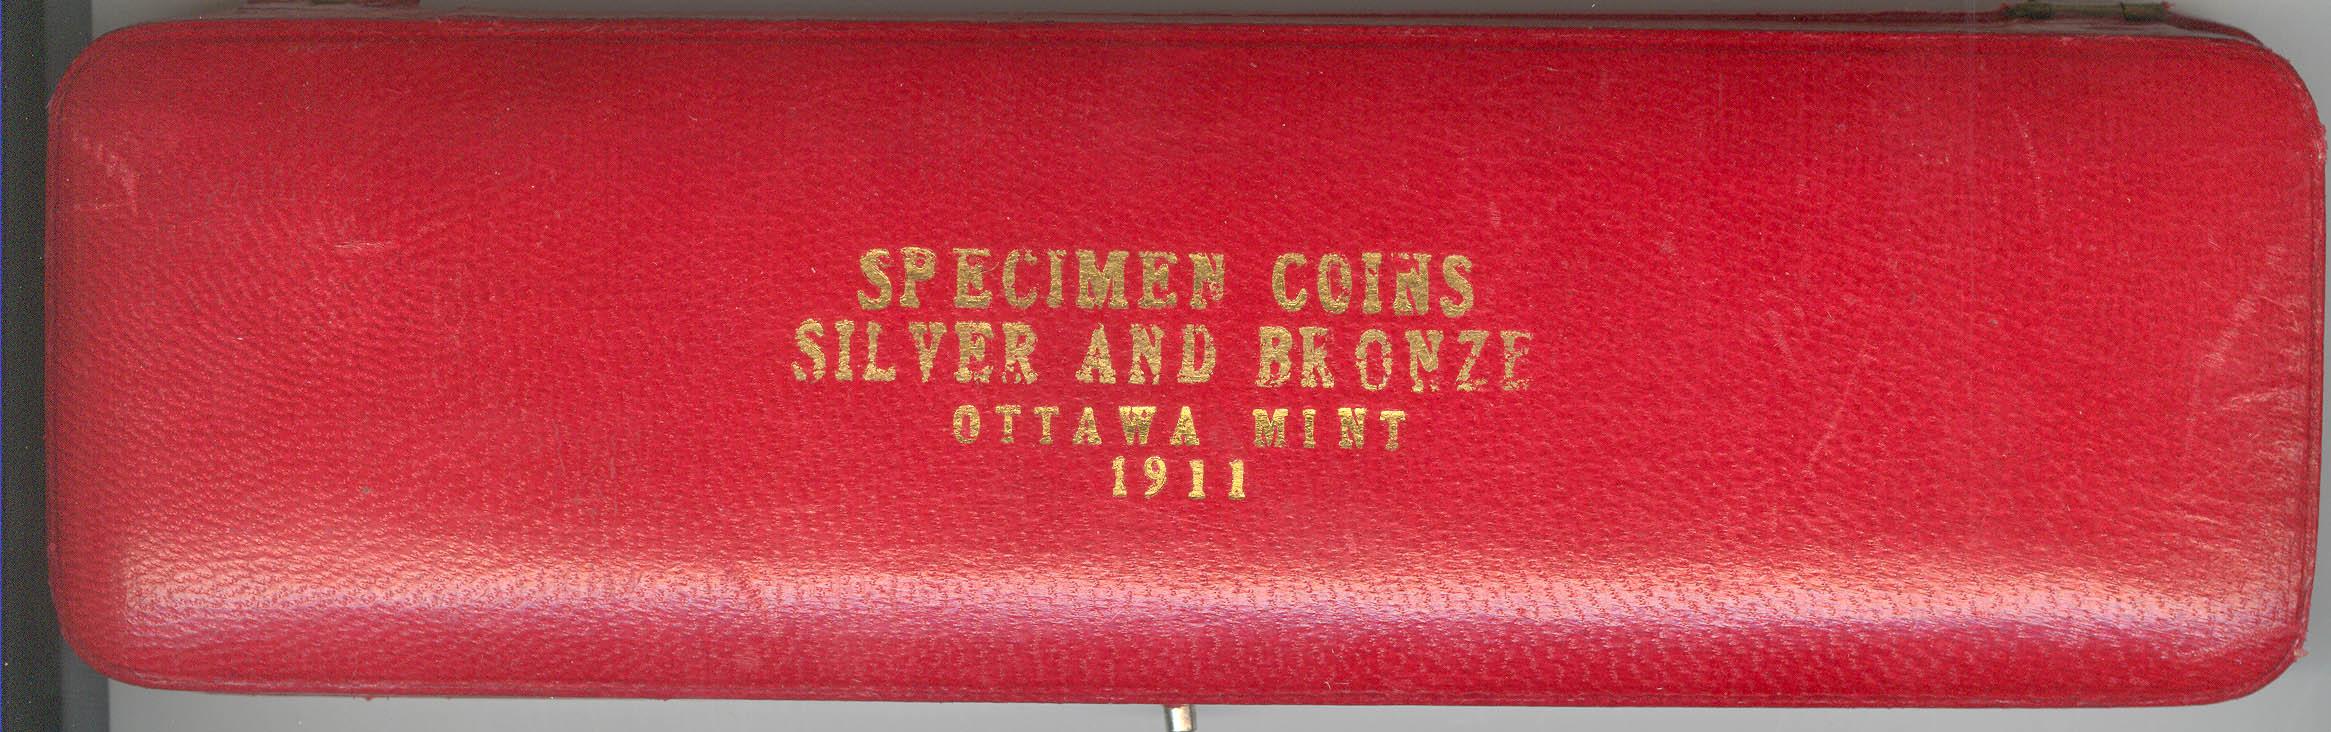 SPECIMEN COINS
SILVER AND BRONZE
OTTAWA MINT
1911